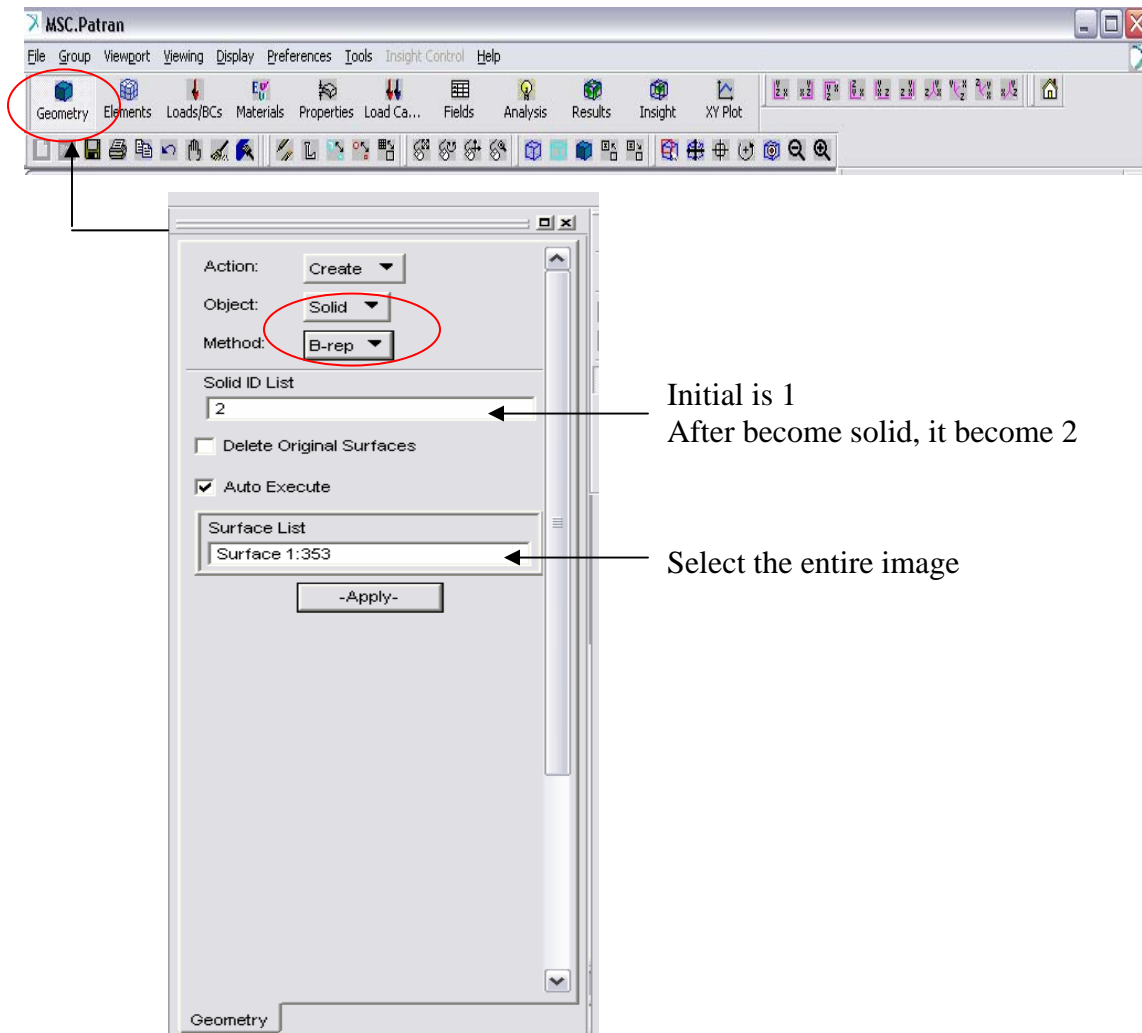 MSC.Patran
File Group Viewport Viewing Display Preferences Tools Insight Control Help
Geometry Elements Loads/BCs Materials Properties Load Ca... Fields Analysis Results Insight XY Plot
Action: Create
Object: Solid
Method: B-rep
Solid ID List
2
Initial is 1
After become solid, it become 2
Delete Original Surfaces
Auto Execute
Surface List
Surface 1:353
Select the entire image
-Apply-
Geometry